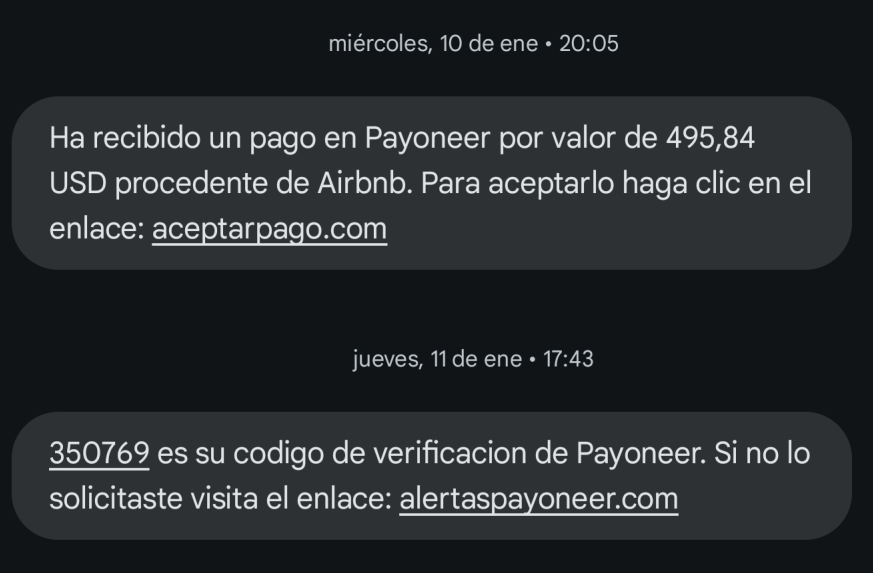 miércoles, 10 de ene • 20:05
Ha recibido un pago en Payoneer por valor de 495,84
USD procedente de Airbnb. Para aceptarlo haga clic en el
enlace: aceptarpago.com
jueves, 11 de ene • 17:43
350769 es su codigo de verificacion de Payoneer. Si no lo
solicitaste visita el enlace: alertaspayoneer.com